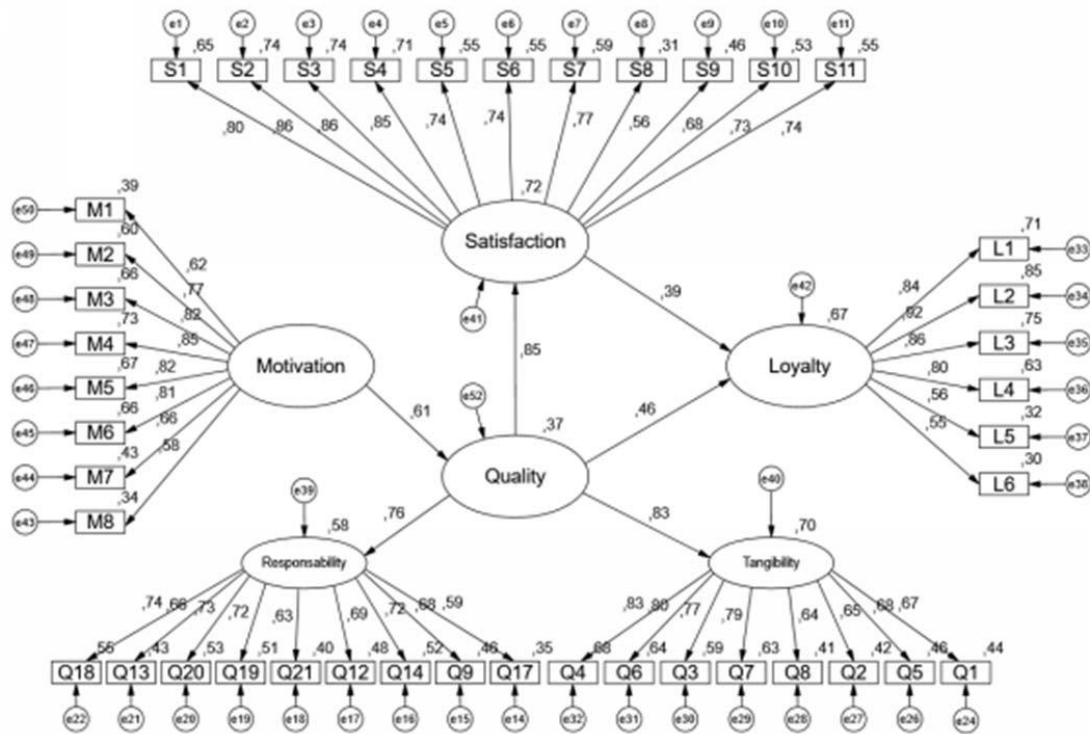 e1 e2 e3 e4 e5 e6 e7 e8 e9 e10 e11
,65 ,74 ,74 ,71 ,55 ,55 ,59 ,31 ,46 ,53 ,55
S1 S2 S3 S4 S5 S6 S7 S8 S9 S10 S11
,80 ,86 ,86 ,85 ,74 ,74 ,77 ,56 ,68 ,73 ,74
,72
Satisfaction
e41
,39
e50 M1
,60
e49 M2
,66
e48 M3
,73
e47 M4
,67
e46 M5
,66
e45 M6
,43
e44 M7
,34
e43 M8
,62
,77
,82
,85
,82
,81
,66
,58
Motivation
,61
,85
,39
,46
e42
,67
Loyalty
,84
,92
,86
,80
,56
,55
,71
L1 e33
,85
L2 e34
,75
L3 e35
,63
L4 e36
,32
L5 e37
,30
L6 e38
e52
,37
Quality
,76
,83
e39
,58
Responsability
e40
,70
Tangibility
,74 ,66 ,73 ,72 ,63 ,69 ,72 ,68 ,59
,83 ,80 ,77 ,79 ,64 ,65 ,68 ,67
,43 ,53 ,51 ,40 ,48 ,52 ,46 ,35
,68 ,64 ,59 ,63 ,41 ,42 ,46 ,44
Q18 Q13 Q20 Q19 Q21 Q12 Q14 Q9 Q17
Q4 Q6 Q3 Q7 Q8 Q2 Q5 Q1
e22 e21 e20 e19 e18 e17 e16 e15 e14
e32 e31 e30 e29 e28 e27 e26 e24